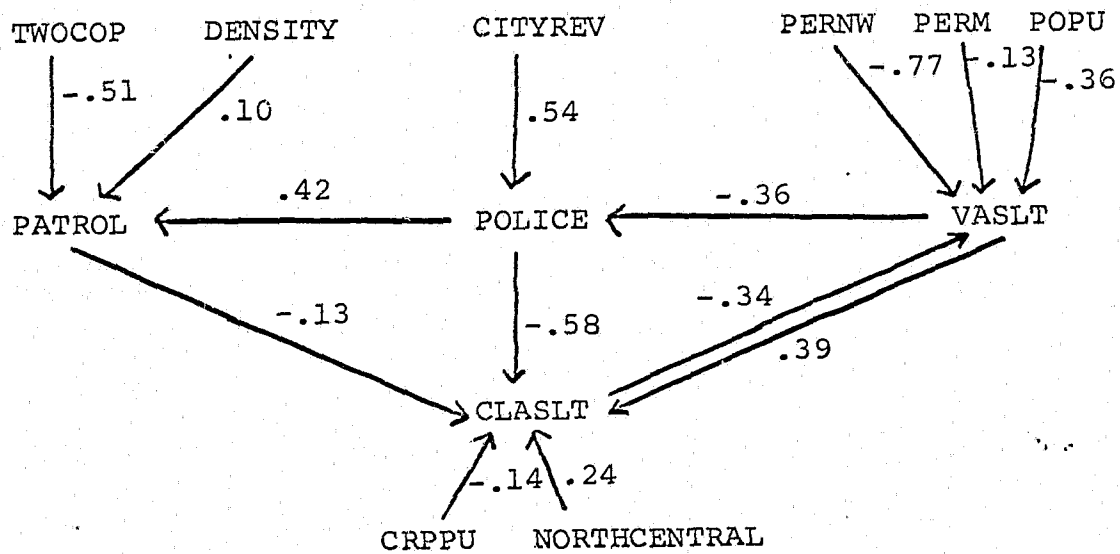 TWOCOP DENSITY CITYREV PERNW PERM POPU
-.51 .10 .54 -.77 -.13 -.36
.42 -.36
PATROL POLICE VASLT
-.13 -.58 -.34 .39
CLASLT
-.14 .24
CRPPU NORTHCENTRAL